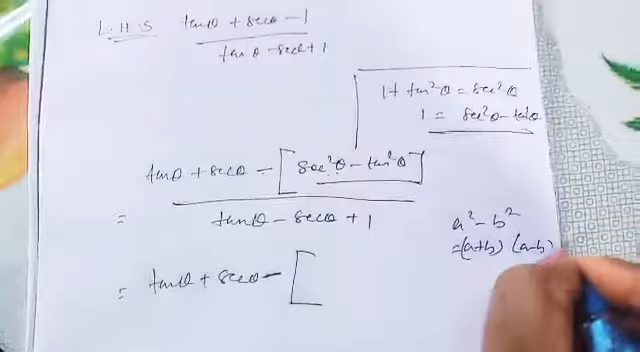 L.H.S tanθ + secθ - 1
tanθ - secθ + 1
1 + tan²θ = sec²θ
1 = sec²θ - tan²θ
tanθ + secθ - [sec²θ - tan²θ]
= tanθ - secθ + 1
a² - b²
= (a+b) (a-b)
= tanθ + secθ - [